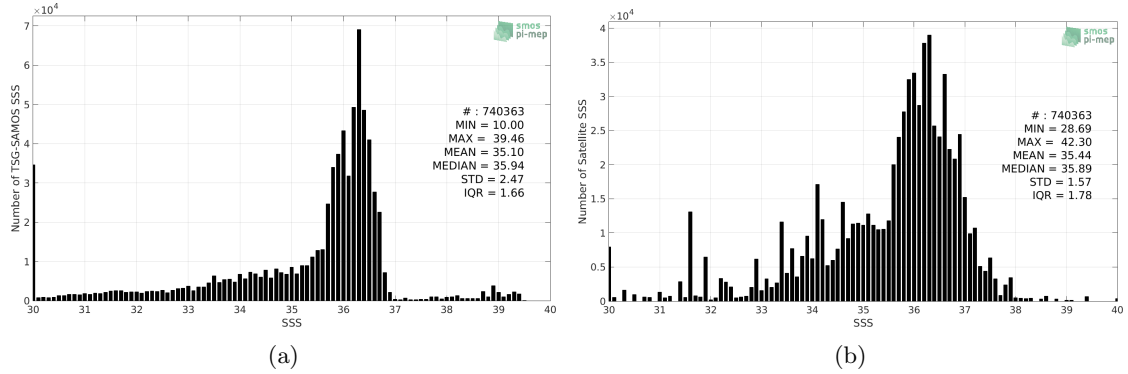 ×10⁴
7
6
5
4
3
2
1
0
Number of TSG-SAMOS SSS
30 31 32 33 34 35 36 37 38 39 40
SSS
smos
pi-mep
# : 740363
MIN = 10.00
MAX = 39.46
MEAN = 35.10
MEDIAN = 35.94
STD = 2.47
IQR = 1.66
(a)
×10⁴
4
3.5
3
2.5
2
1.5
1
0.5
0
Number of Satellite SSS
30 31 32 33 34 35 36 37 38 39 40
SSS
smos
pi-mep
# : 740363
MIN = 28.69
MAX = 42.30
MEAN = 35.44
MEDIAN = 35.89
STD = 1.57
IQR = 1.78
(b)